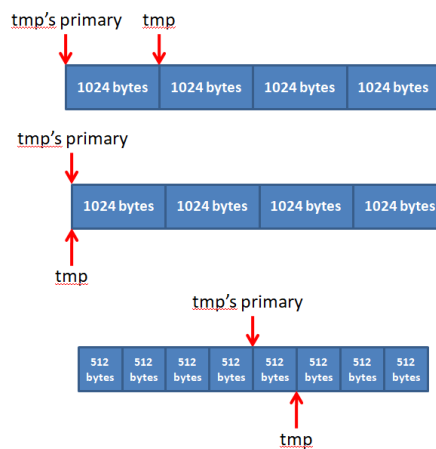 tmp's primary tmp
1024 bytes 1024 bytes 1024 bytes 1024 bytes
tmp's primary
1024 bytes 1024 bytes 1024 bytes 1024 bytes
tmp
tmp's primary
512 512 512 512 512 512 512 512
bytes bytes bytes bytes bytes bytes bytes bytes
tmp